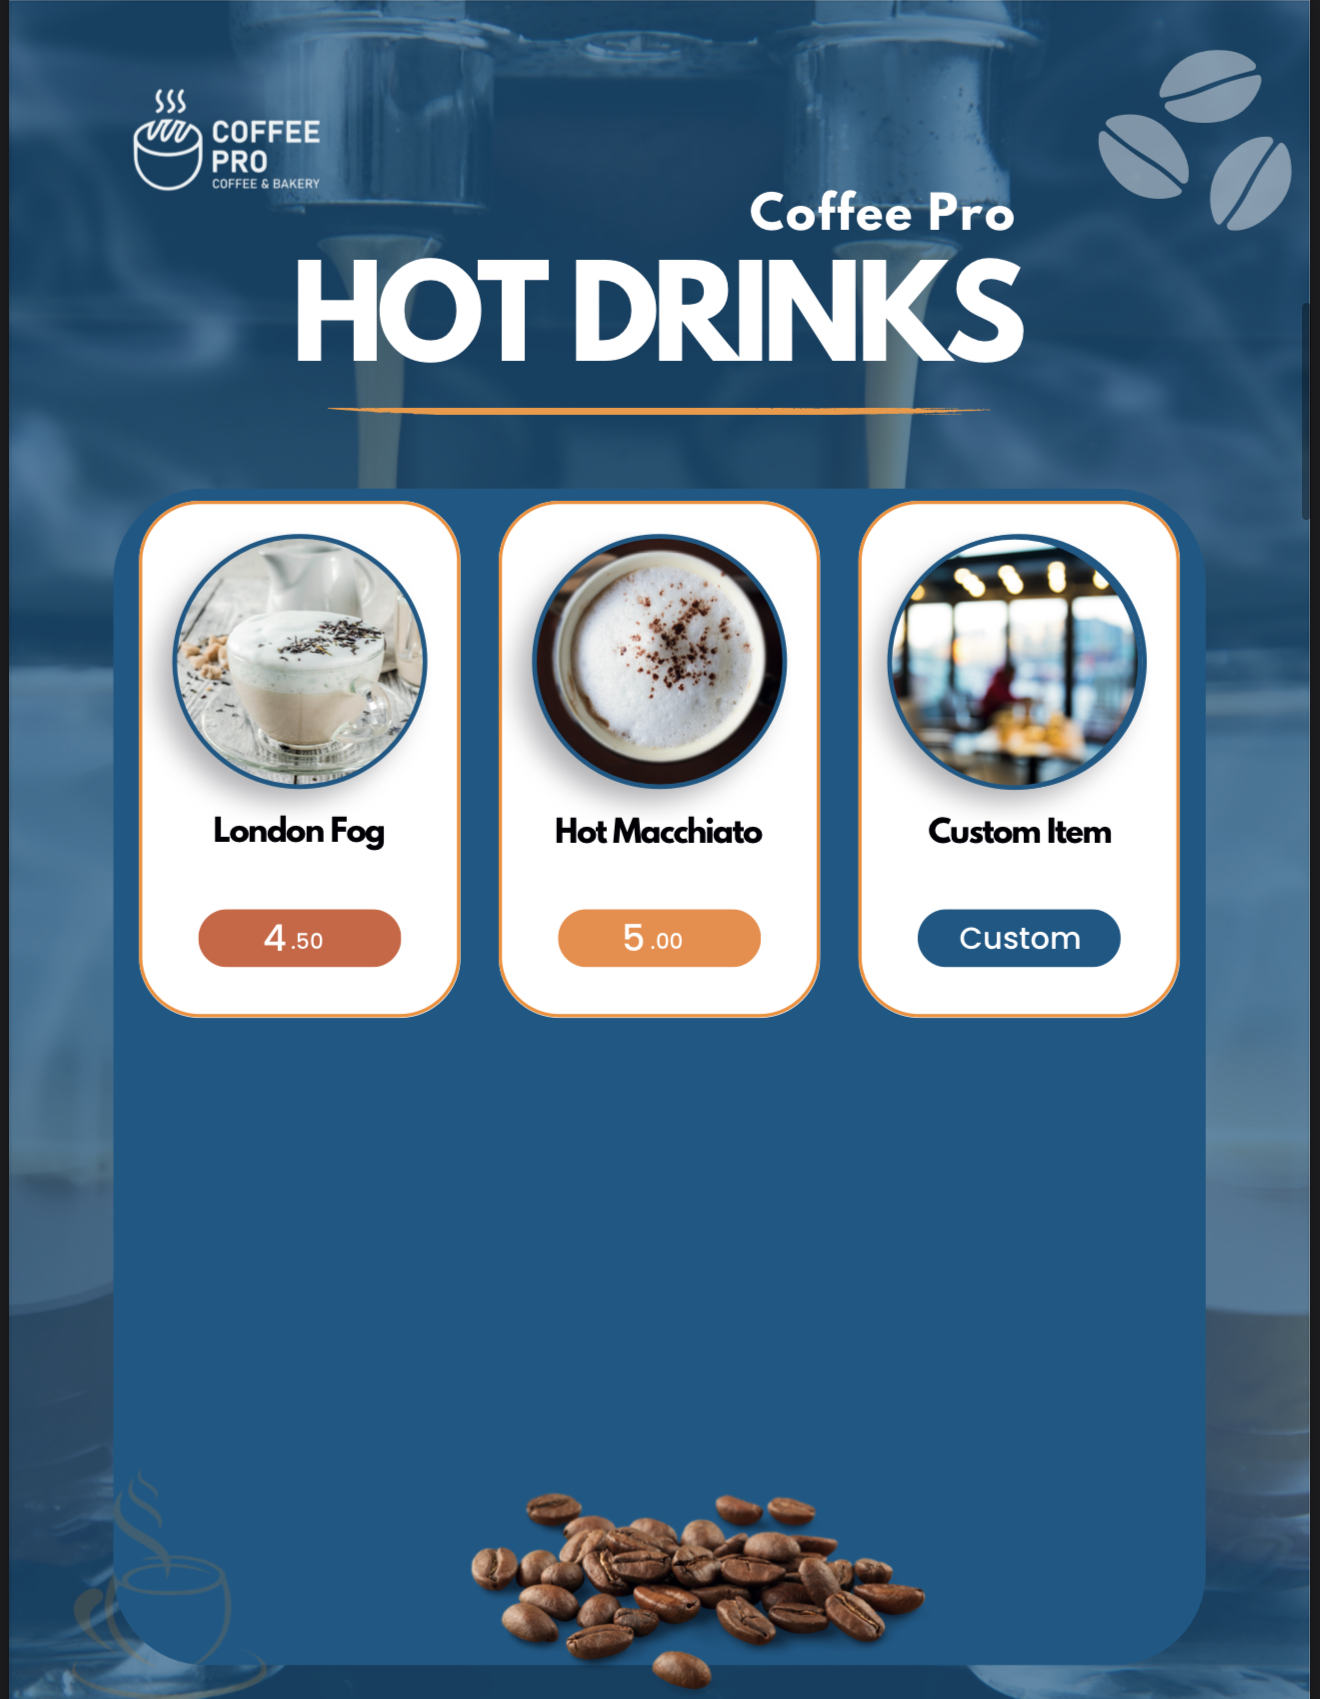 COFFEE
PRO
COFFEE & BAKERY
Coffee Pro
HOT DRINKS
London Fog
4.50
Hot Macchiato
5.00
Custom Item
Custom